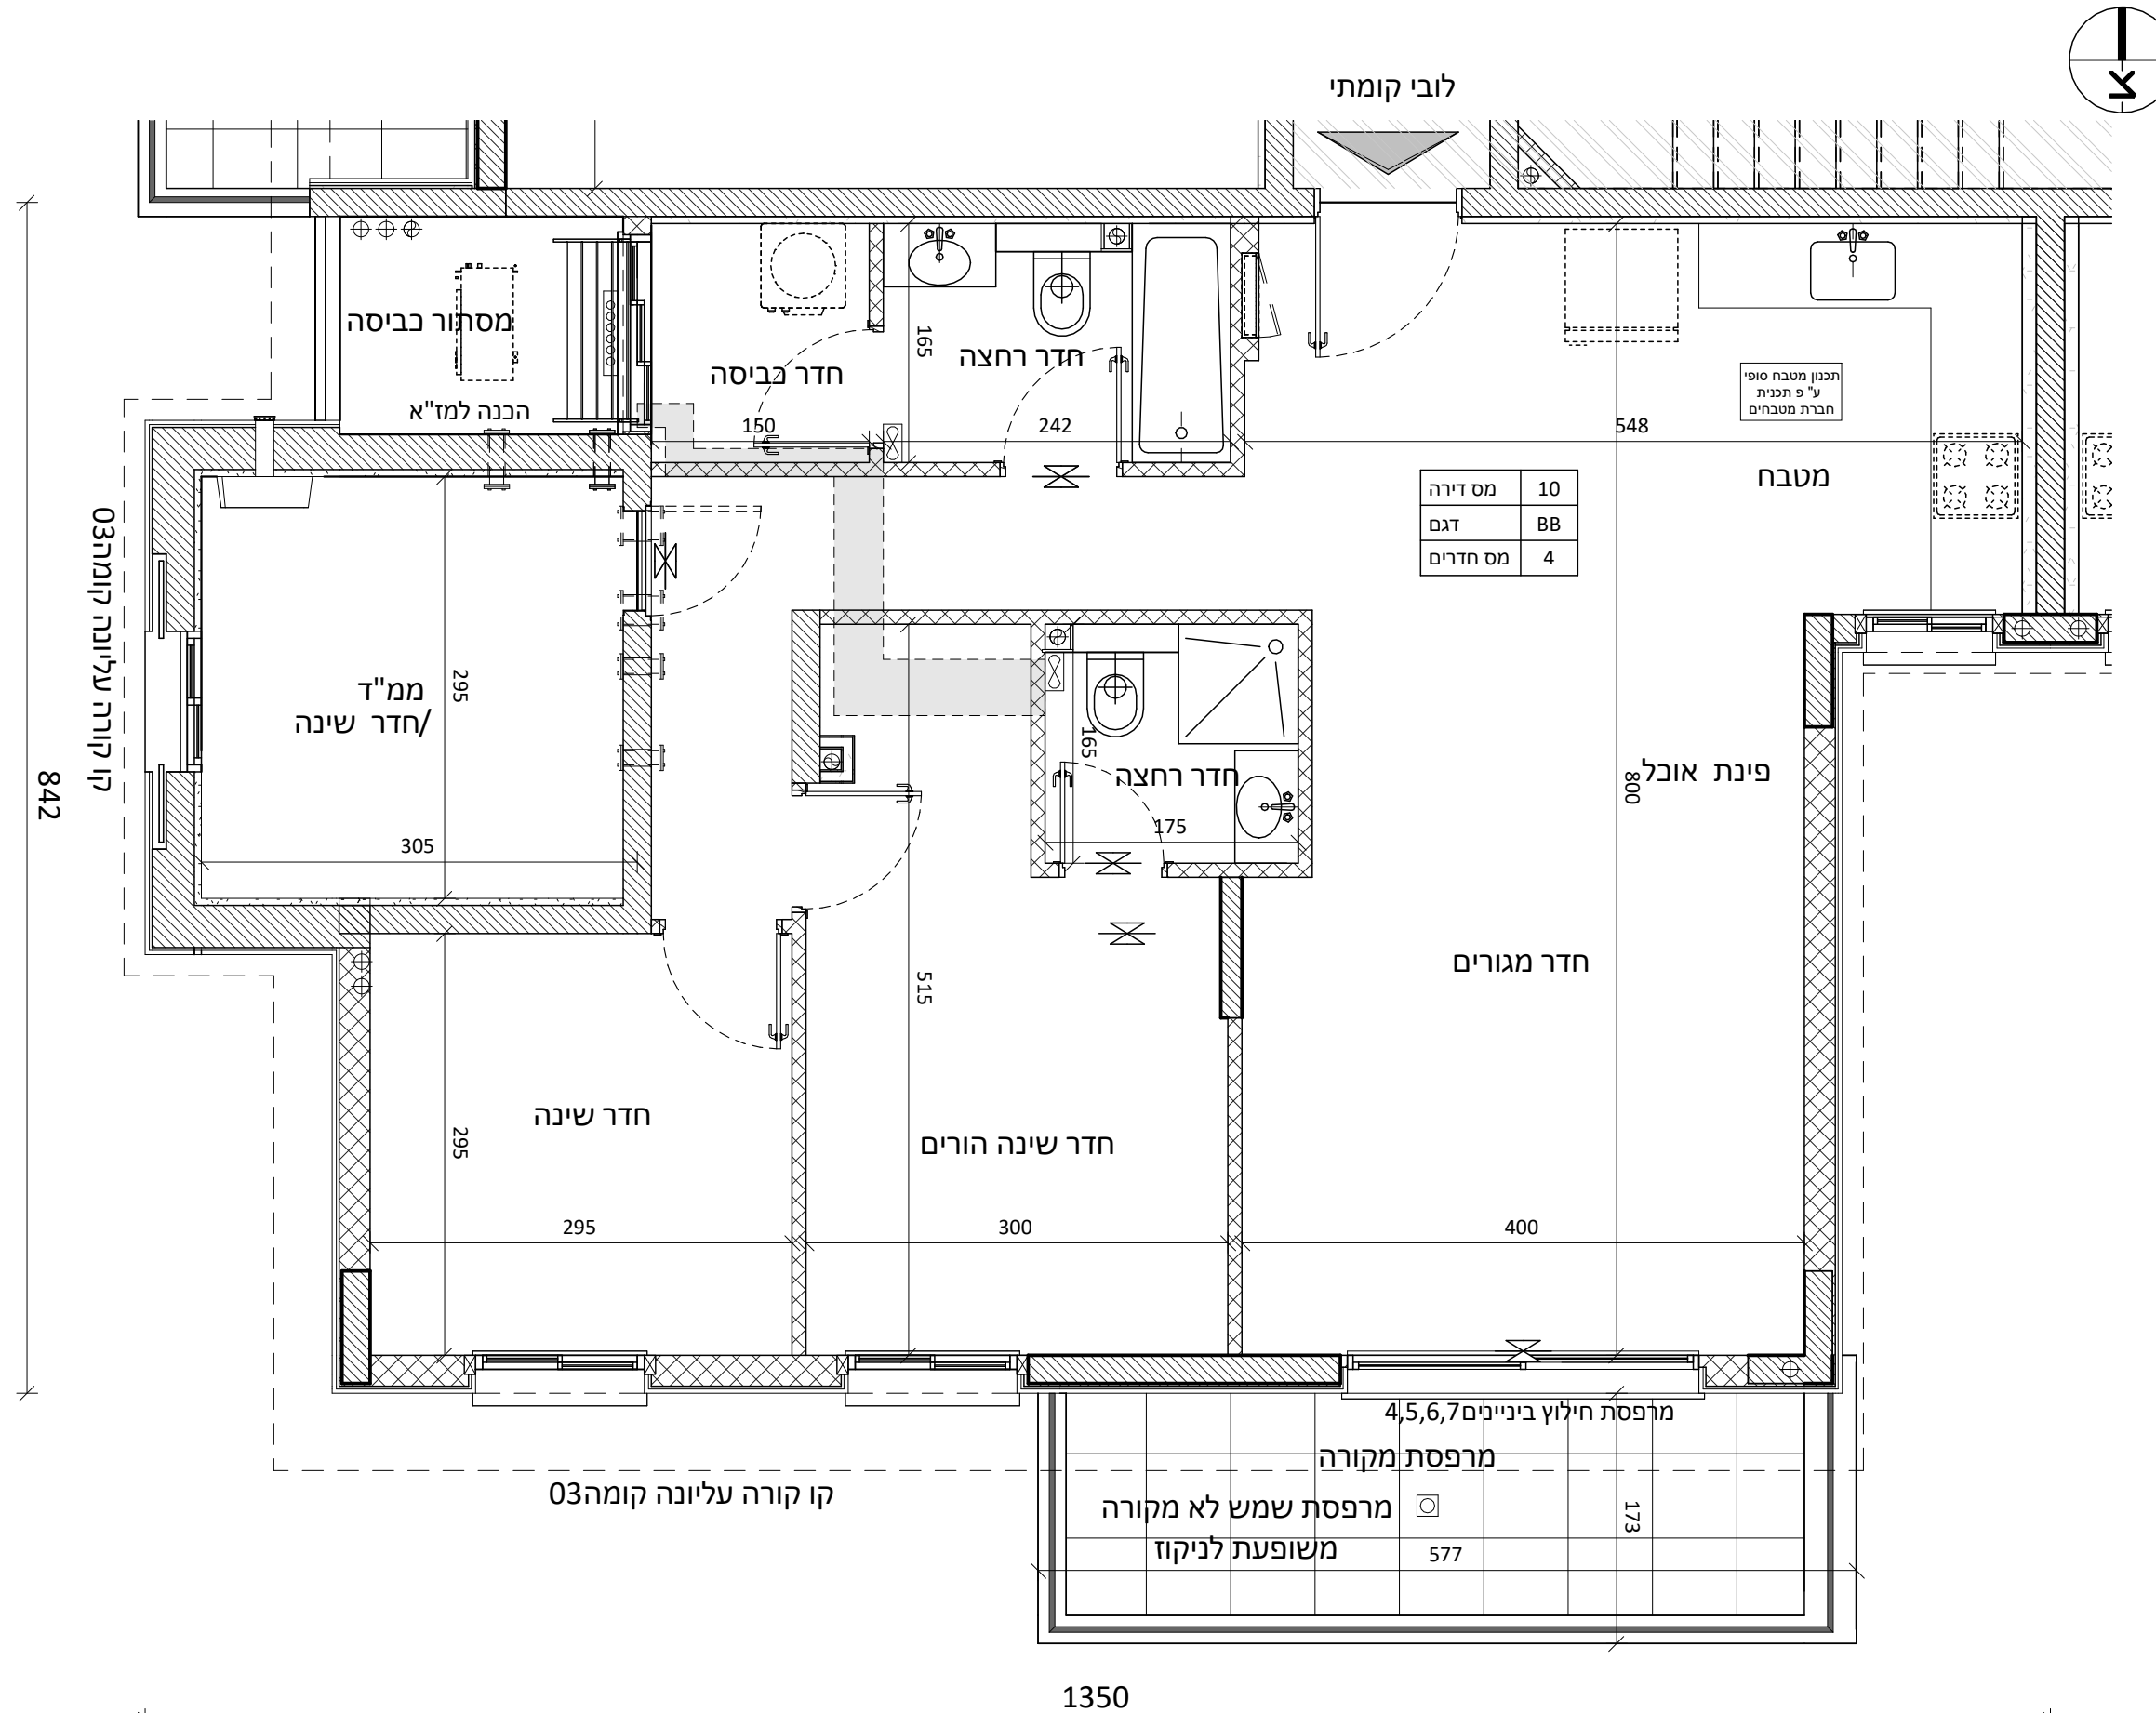 צ
לובי קומתי
מסתור כביסה
הכנה למז"א
חדר כביסה
165
חדר רחצה
150
242
548
תכנון מטבח סופי
ע"פ תכנית
חברת מטבחים
מטבח
מס דירה 10
דגם BB
מס חדרים 4
קו קורה עליונה קומה03
842
ממ"ד
/חדר שינה
295
305
165
חדר רחצה
175
800
פינת אוכל
חדר מגורים
515
חדר שינה
295
חדר שינה הורים
295
300
400
מרפסת חילוץ ביניינים4,5,6,7
מרפסת מקורה
קו קורה עליונה קומה03
מרפסת שמש לא מקורה
משופעת לניקוז
173
577
1350